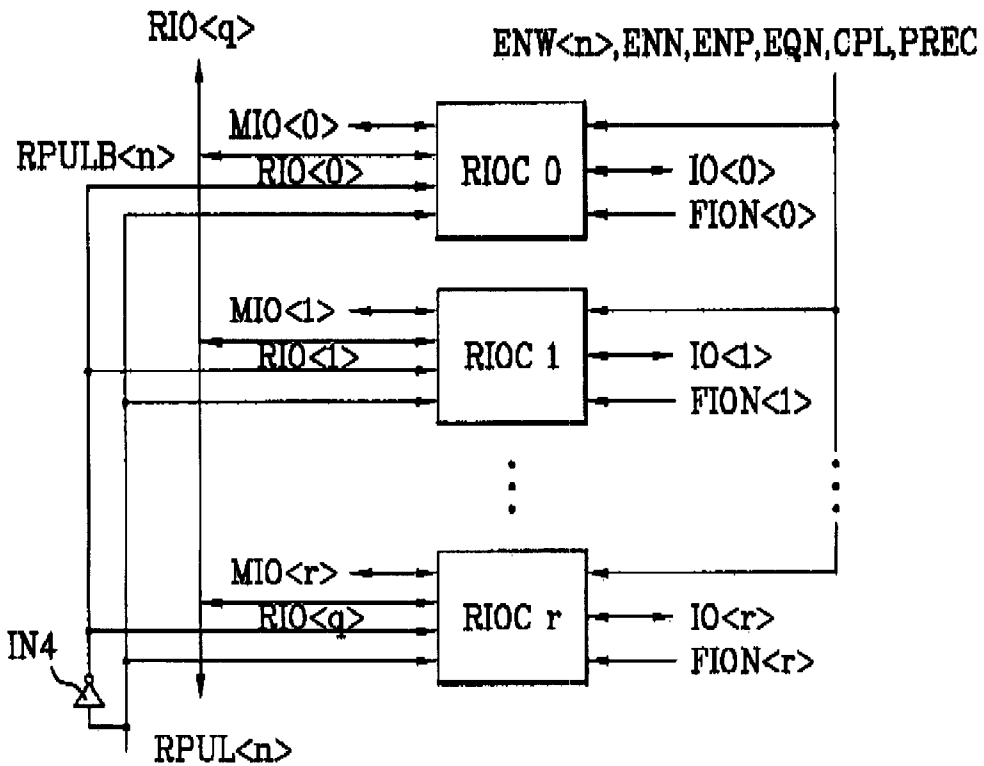 RIO<q>
ENW<n>,ENN,ENP,EQN,CPL,PREC
MIO<0>
RPULB<n>
RIO<0>
RIOC 0
IO<0>
FION<0>
MIO<1>
RIO<1>
RIOC 1
IO<1>
FION<1>
MIO<r>
RIO<q>
RIOC r
IO<r>
FION<r>
IN4
RPUL<n>